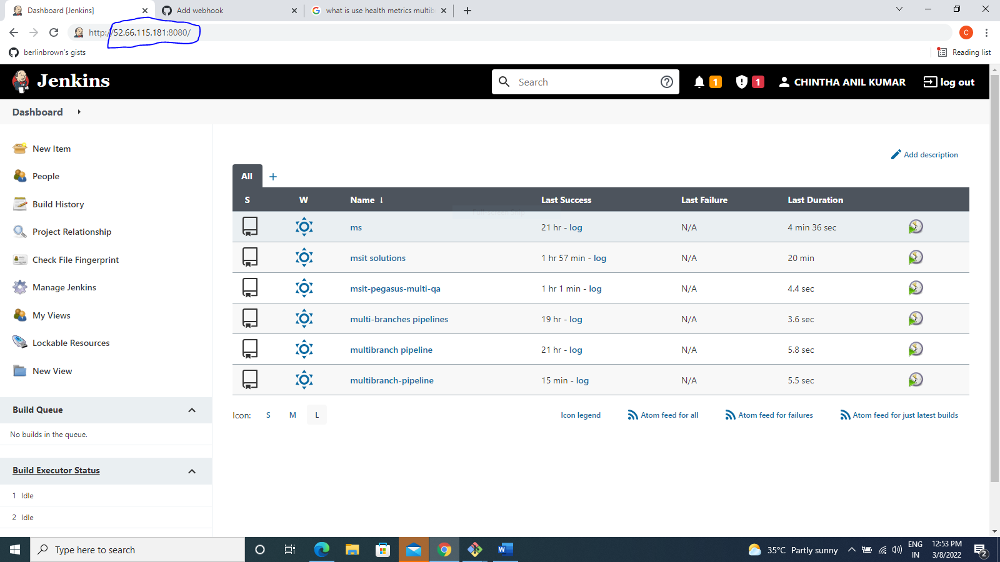 Dashboard [Jenkins]
Add webhook
what is use health metrics multib
http://52.66.115.181:8080/
C
berlinbrown's gists
Reading list
Jenkins
Search
1
1
CHINTHA ANIL KUMAR
log out
Dashboard
New Item
People
Build History
Project Relationship
Check File Fingerprint
Manage Jenkins
My Views
Lockable Resources
New View
Build Queue
No builds in the queue.
Build Executor Status
1 Idle
2 Idle
Add description
All +
S W Name ↓ Last Success Last Failure Last Duration
ms 21 hr - log N/A 4 min 36 sec
msit solutions 1 hr 57 min - log N/A 20 min
msit-pegasus-multi-qa 1 hr 1 min - log N/A 4.4 sec
multi-branches pipelines 19 hr - log N/A 3.6 sec
multibranch pipeline 21 hr - log N/A 5.8 sec
multibranch-pipeline 15 min - log N/A 5.5 sec
Icon: S M L
Icon legend
Atom feed for all
Atom feed for failures
Atom feed for just latest builds
Type here to search
35°C Partly sunny
ENG
IN
12:53 PM
3/8/2022
2